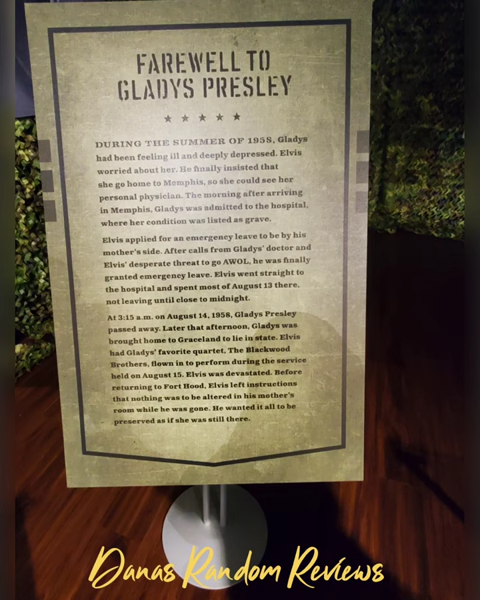 FAREWELL TO
GLADYS PRESLEY
DURING THE SUMMER OF 1958, Gladys
had been feeling ill and deeply depressed. Elvis
worried about her. He finally insisted that
she go home to Memphis, so she could see her
personal physician. The morning after arriving
in Memphis, Gladys was admitted to the hospital,
where her condition was listed as grave.
Elvis applied for an emergency leave to be by his
mother's side. After calls from Gladys' doctor and
Elvis' desperate threat to go AWOL, he was finally
granted emergency leave. Elvis went straight to
the hospital and spent most of August 13 there,
not leaving until close to midnight.
At 3:15 a.m. on August 14, 1958, Gladys Presley
passed away. Later that afternoon, Gladys was
brought home to Graceland to lie in state. Elvis
had Gladys' favorite quartet, The Blackwood
Brothers, flown in to perform during the service
held on August 15. Elvis was devastated. Before
returning to Fort Hood, Elvis left instructions
that nothing was to be altered in his mother's
room while he was gone. He wanted it all to be
preserved as if she was still there.
Danas Random Reviews